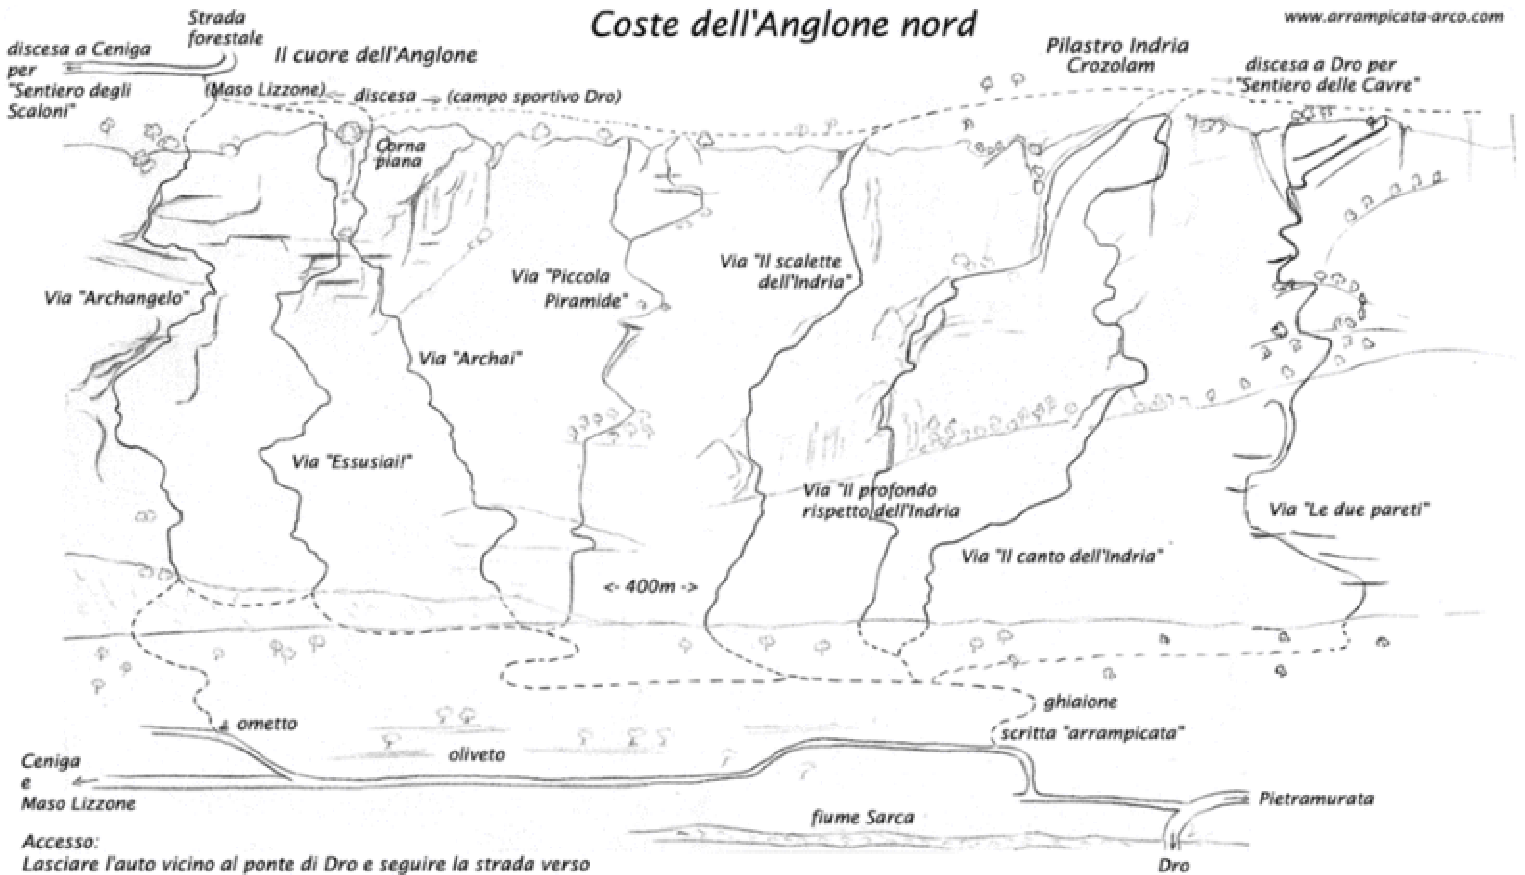 Coste dell'Anglone nord
www.arrampicata-arco.com
Strada
forestale
discesa a Ceniga
per
"Sentiero degli
Scaloni"
Il cuore dell'Anglone
(Maso Lizzone)
discesa
(campo sportivo Dro)
Pilastro Indria
Crozolam
discesa a Dro per
"Sentiero delle Cavre"
Corna
piana
Via "Archangelo"
Via "Piccola
Piramide"
Via "Il scalette
dell'Indria"
Via "Archai"
Via "Essusiai!"
Via "Il profondo
rispetto dell'Indria
Via "Le due pareti"
Via "Il canto dell'Indria"
<- 400m ->
ghiaione
ometto
scritta "arrampicata"
oliveto
Ceniga
e
Maso Lizzone
Pietramurata
fiume Sarca
Accesso:
Lasciare l'auto vicino al ponte di Dro e seguire la strada verso
Dro